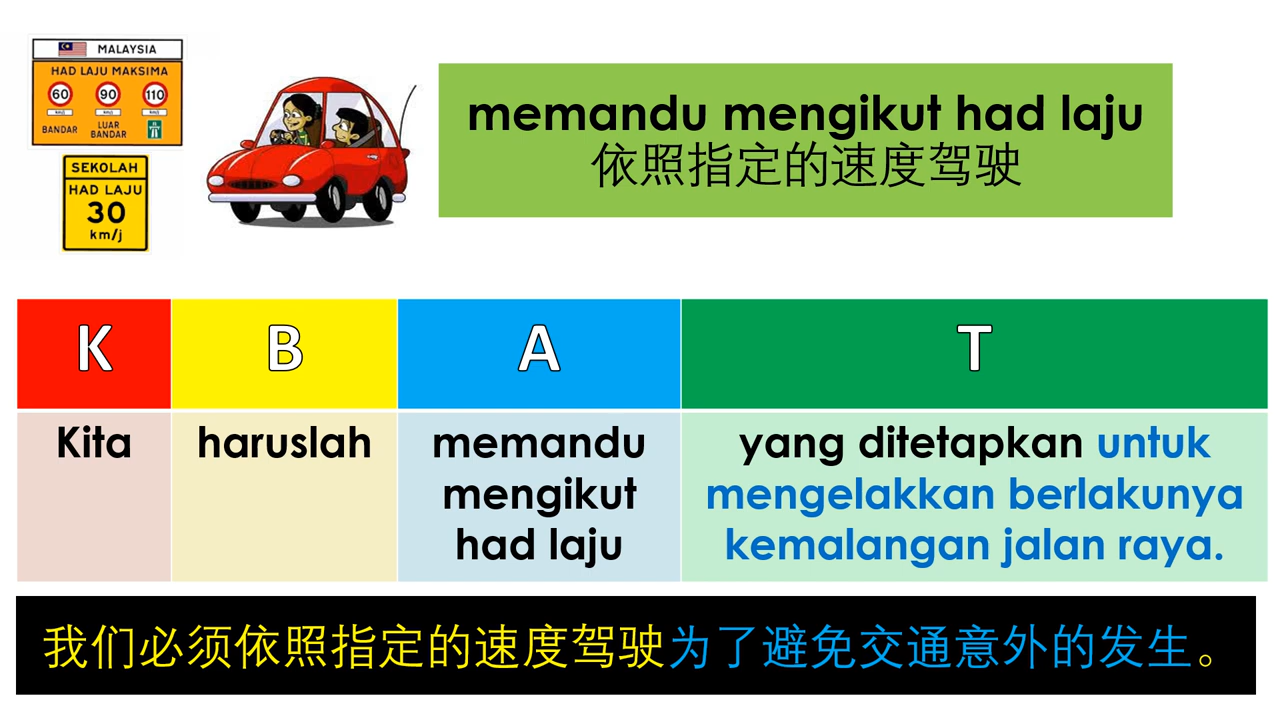 MALAYSIA
HAD LAJU MAKSIMA
60 90 110
km/j km/j km/j
BANDAR LUAR BANDAR
SEKOLAH
HAD LAJU
30
km/j
memandu mengikut had laju
依照指定的速度驾驶
K B A T
Kita haruslah memandu mengikut had laju yang ditetapkan untuk mengelakkan berlakunya kemalangan jalan raya.
我们必须依照指定的速度驾驶为了避免交通意外的发生。